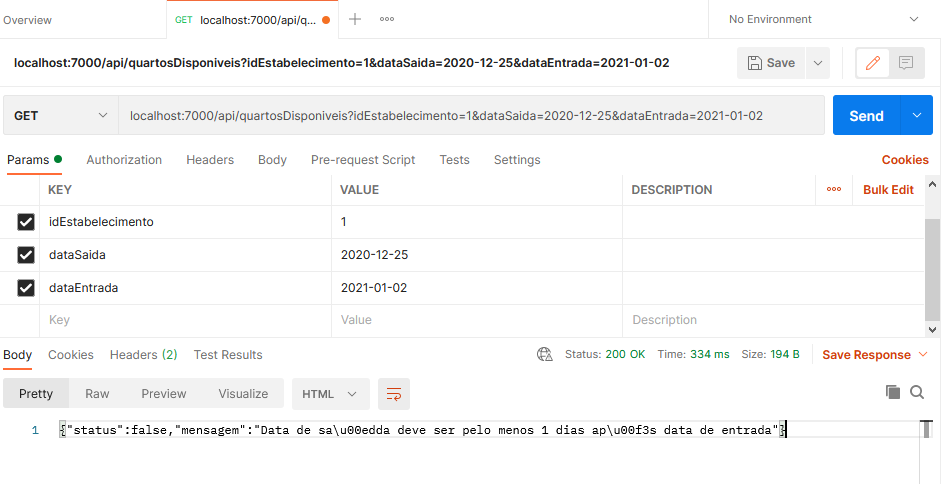 Overview
GET localhost:7000/api/q...
No Environment
localhost:7000/api/quartosDisponiveis?idEstabelecimento=1&dataSaida=2020-12-25&dataEntrada=2021-01-02
Save
GET
localhost:7000/api/quartosDisponiveis?idEstabelecimento=1&dataSaida=2020-12-25&dataEntrada=2021-01-02
Send
Params Authorization Headers Body Pre-request Script Tests Settings Cookies
KEY VALUE DESCRIPTION Bulk Edit
idEstabelecimento 1
dataSaida 2020-12-25
dataEntrada 2021-01-02
Key Value Description
Body Cookies Headers (2) Test Results Status: 200 OK Time: 334 ms Size: 194 B Save Response
Pretty Raw Preview Visualize HTML
1 {"status":false,"mensagem":"Data de sa\u00edda deve ser pelo menos 1 dias ap\u00f3s data de entrada"}